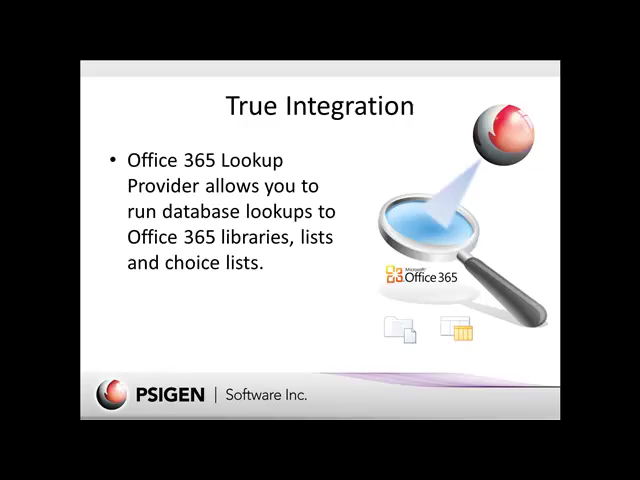 True Integration
• Office 365 Lookup
Provider allows you to
run database lookups to
Office 365 libraries, lists
and choice lists.
Microsoft
Office 365
PSIGEN | Software Inc.